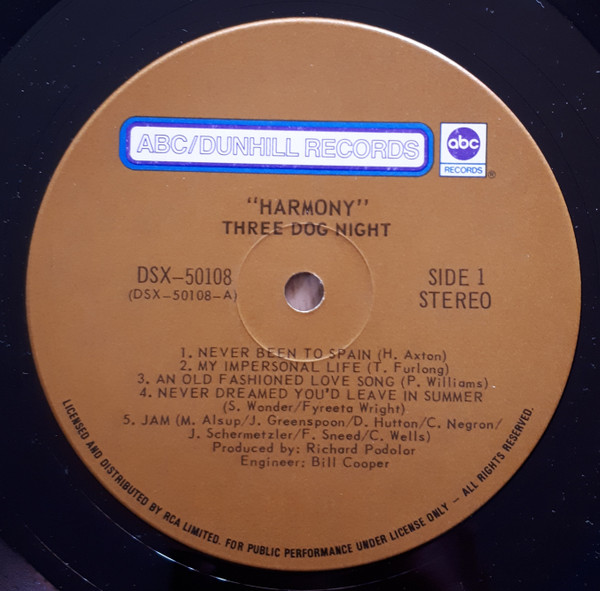 ABC/DUNHILL RECORDS
abc
RECORDS
®
"HARMONY"
THREE DOG NIGHT
DSX-50108
(DSX-50108-A)
SIDE 1
STEREO
1. NEVER BEEN TO SPAIN (H. Axton)
2. MY IMPERSONAL LIFE (T. Furlong)
3. AN OLD FASHIONED LOVE SONG (P. Williams)
4. NEVER DREAMED YOU'D LEAVE IN SUMMER
(S. Wonder/Fyreeta Wright)
5. JAM (M. Alsup/J. Greenspoon/D. Hutton/C. Negron/
J. Schermetzler/F. Sneed/C. Wells)
Produced by: Richard Podolor
Engineer: Bill Cooper
LICENSED AND DISTRIBUTED BY RCA LIMITED. FOR PUBLIC PERFORMANCE UNDER LICENSE ONLY — ALL RIGHTS RESERVED.